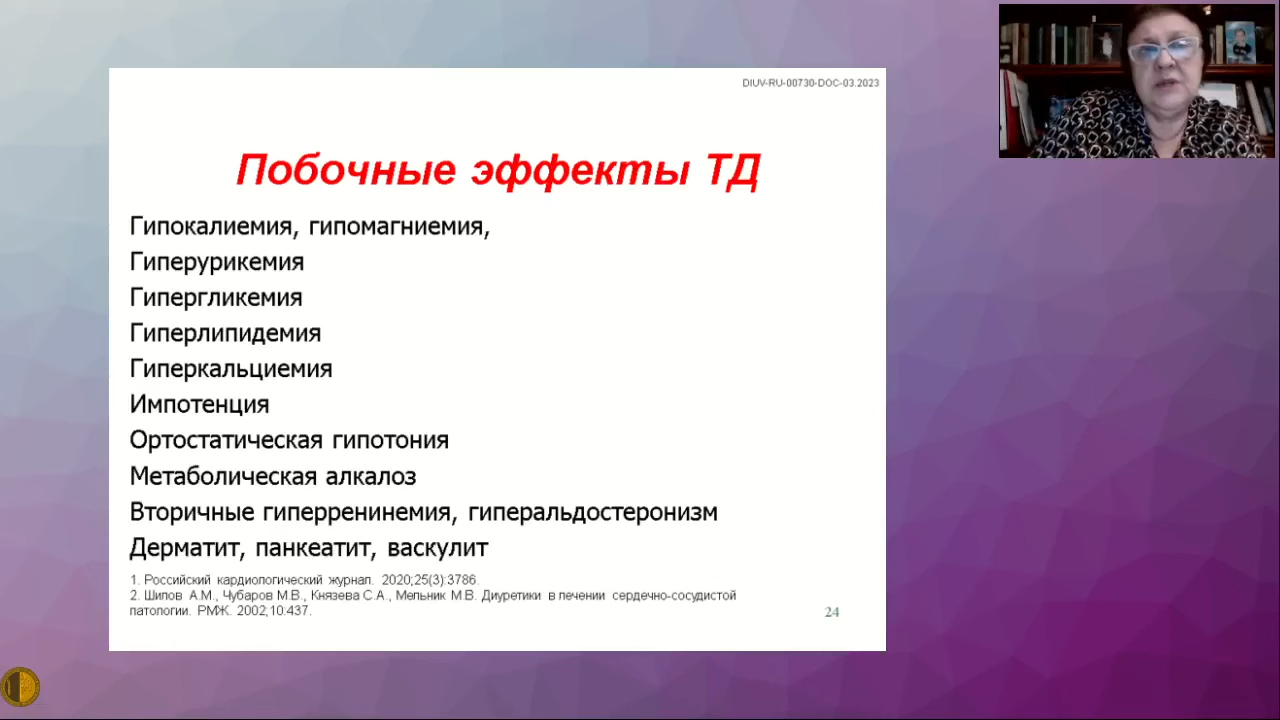 DIUV-RU-00730-DOC-03.2023
Побочные эффекты ТД
Гипокалиемия, гипомагниемия,
Гиперурикемия
Гипергликемия
Гиперлипидемия
Гиперкальциемия
Импотенция
Ортостатическая гипотония
Метаболическая алкалоз
Вторичные гиперренинемия, гиперальдостеронизм
Дерматит, панкеатит, васкулит
1. Российский кардиологический журнал. 2020;25(3):3786.
2. Шилов А.М., Чубаров М.В., Князева С.А., Мельник М.В. Диуретики в лечении сердечно-сосудистой
патологии. РМЖ. 2002;10:437.
24